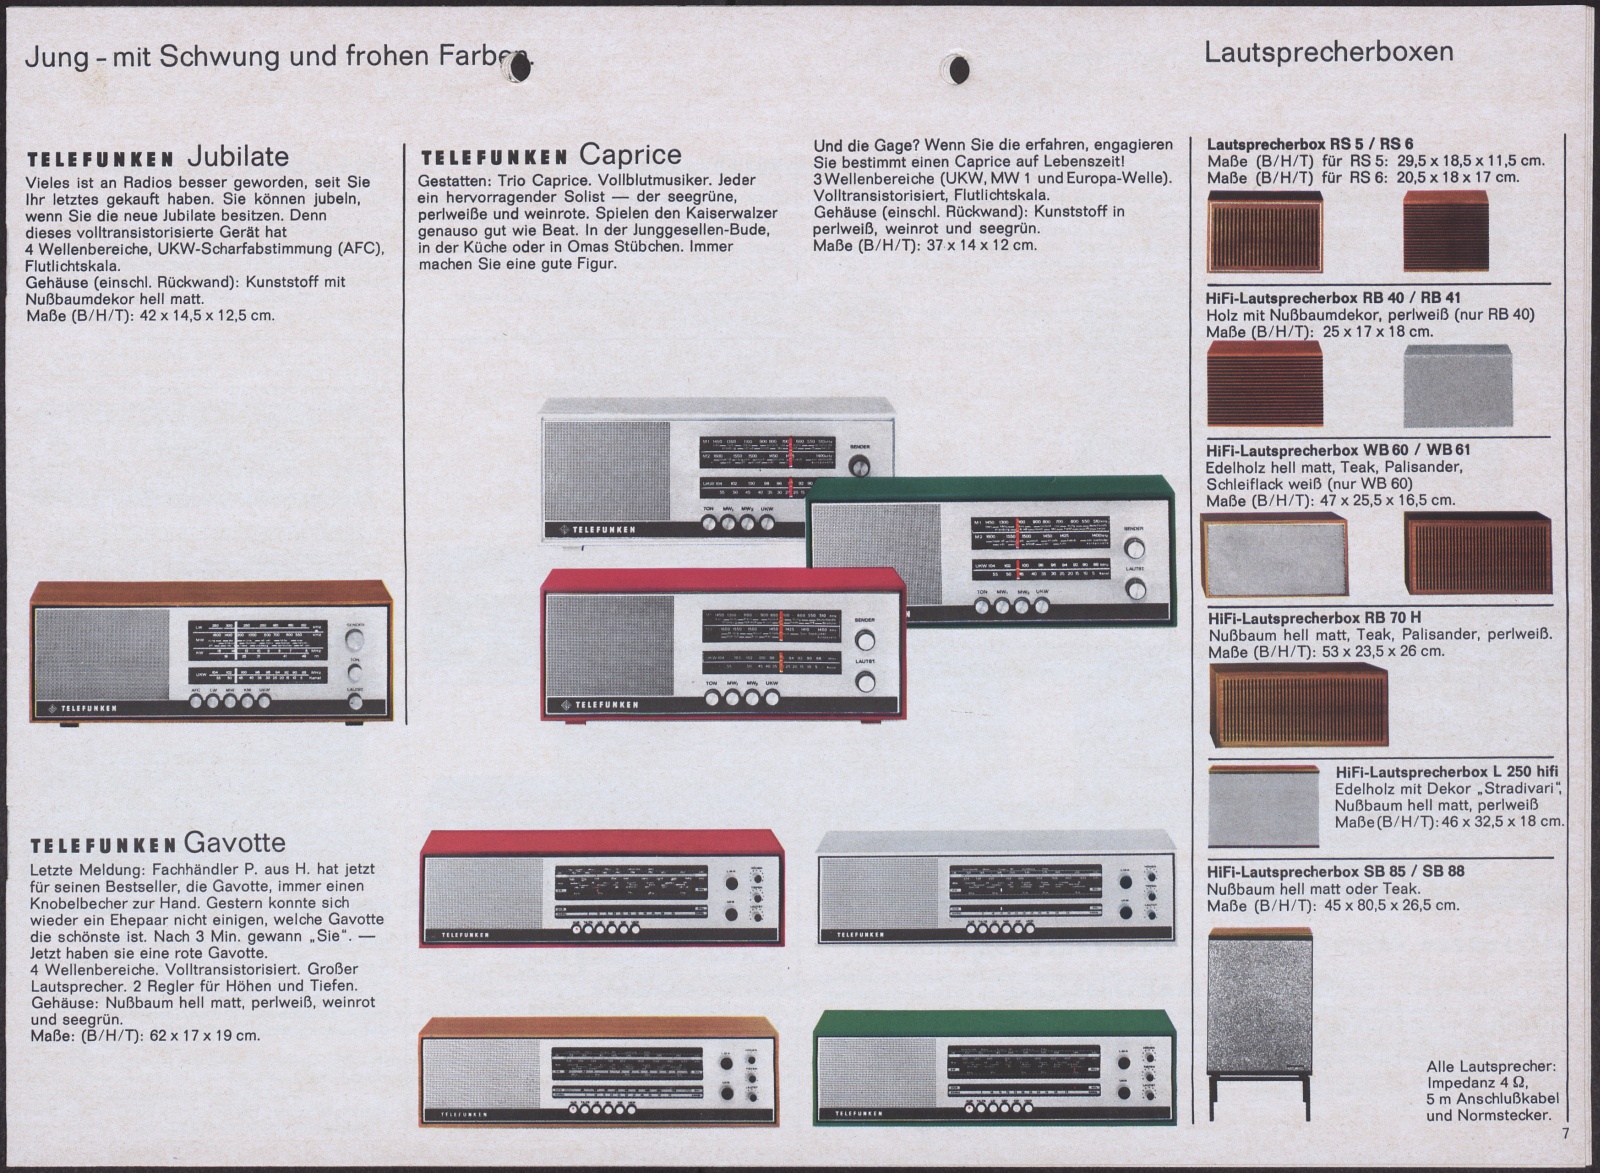 Jung – mit Schwung und frohen Farben.
TELEFUNKEN Jubilate
Vieles ist an Radios besser geworden, seit Sie
Ihr letztes gekauft haben. Sie können jubeln,
wenn Sie die neue Jubilate besitzen. Denn
dieses volltransistorisierte Gerät hat
4 Wellenbereiche, UKW-Scharfabstimmung (AFC),
Flutlichtskala.
Gehäuse (einschl. Rückwand): Kunststoff mit
Nußbaumdekor hell matt.
Maße (B/H/T): 42 x 14,5 x 12,5 cm.
TELEFUNKEN
TELEFUNKEN Caprice
Gestatten: Trio Caprice. Vollblutmusiker. Jeder
ein hervorragender Solist — der seegrüne,
perlweiße und weinrote. Spielen den Kaiserwalzer
genauso gut wie Beat. In der Junggesellen-Bude,
in der Küche oder in Omas Stübchen. Immer
machen Sie eine gute Figur.
Und die Gage? Wenn Sie die erfahren, engagieren
Sie bestimmt einen Caprice auf Lebenszeit!
3 Wellenbereiche (UKW, MW 1 und Europa-Welle).
Volltransistorisiert, Flutlichtskala.
Gehäuse (einschl. Rückwand): Kunststoff in
perlweiß, weinrot und seegrün.
Maße (B/H/T): 37 x 14 x 12 cm.
SENDER
TON MW1 MW2 UKW
TELEFUNKEN
SENDER
LAUTST.
TON MW1 MW2 UKW
SENDER
LAUTST.
TON MW1 MW2 UKW
TELEFUNKEN
TELEFUNKEN Gavotte
Letzte Meldung: Fachhändler P. aus H. hat jetzt
für seinen Bestseller, die Gavotte, immer einen
Knobelbecher zur Hand. Gestern konnte sich
wieder ein Ehepaar nicht einigen, welche Gavotte
die schönste ist. Nach 3 Min. gewann „Sie“. —
Jetzt haben sie eine rote Gavotte.
4 Wellenbereiche. Volltransistorisiert. Großer
Lautsprecher. 2 Regler für Höhen und Tiefen.
Gehäuse: Nußbaum hell matt, perlweiß, weinrot
und seegrün.
Maße: (B/H/T): 62 x 17 x 19 cm.
TELEFUNKEN
TELEFUNKEN
TELEFUNKEN
TELEFUNKEN
Lautsprecherboxen
Lautsprecherbox RS 5 / RS 6
Maße (B/H/T) für RS 5: 29,5 x 18,5 x 11,5 cm.
Maße (B/H/T) für RS 6: 20,5 x 18 x 17 cm.
HiFi-Lautsprecherbox RB 40 / RB 41
Holz mit Nußbaumdekor, perlweiß (nur RB 40)
Maße (B/H/T): 25 x 17 x 18 cm.
HiFi-Lautsprecherbox WB 60 / WB 61
Edelholz hell matt, Teak, Palisander,
Schleiflack weiß (nur WB 60)
Maße (B/H/T): 47 x 25,5 x 16,5 cm.
HiFi-Lautsprecherbox RB 70 H
Nußbaum hell matt, Teak, Palisander, perlweiß.
Maße (B/H/T): 53 x 23,5 x 26 cm.
HiFi-Lautsprecherbox L 250 hifi
Edelholz mit Dekor „Stradivari“,
Nußbaum hell matt, perlweiß
Maße (B/H/T): 46 x 32,5 x 18 cm.
HiFi-Lautsprecherbox SB 85 / SB 88
Nußbaum hell matt oder Teak.
Maße (B/H/T): 45 x 80,5 x 26,5 cm.
Alle Lautsprecher:
Impedanz 4 Ω,
5 m Anschlußkabel
und Normstecker.
7